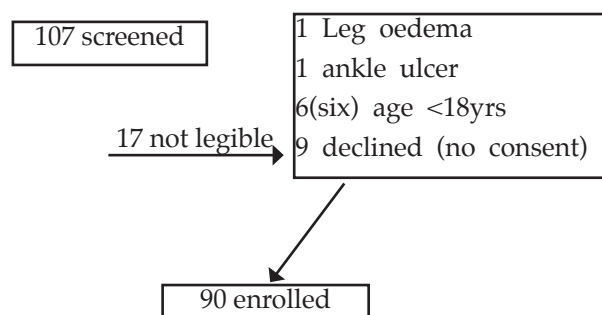 107 screened
1 Leg oedema
1 ankle ulcer
6(six) age <18yrs
9 declined (no consent)
17 not legible
90 enrolled